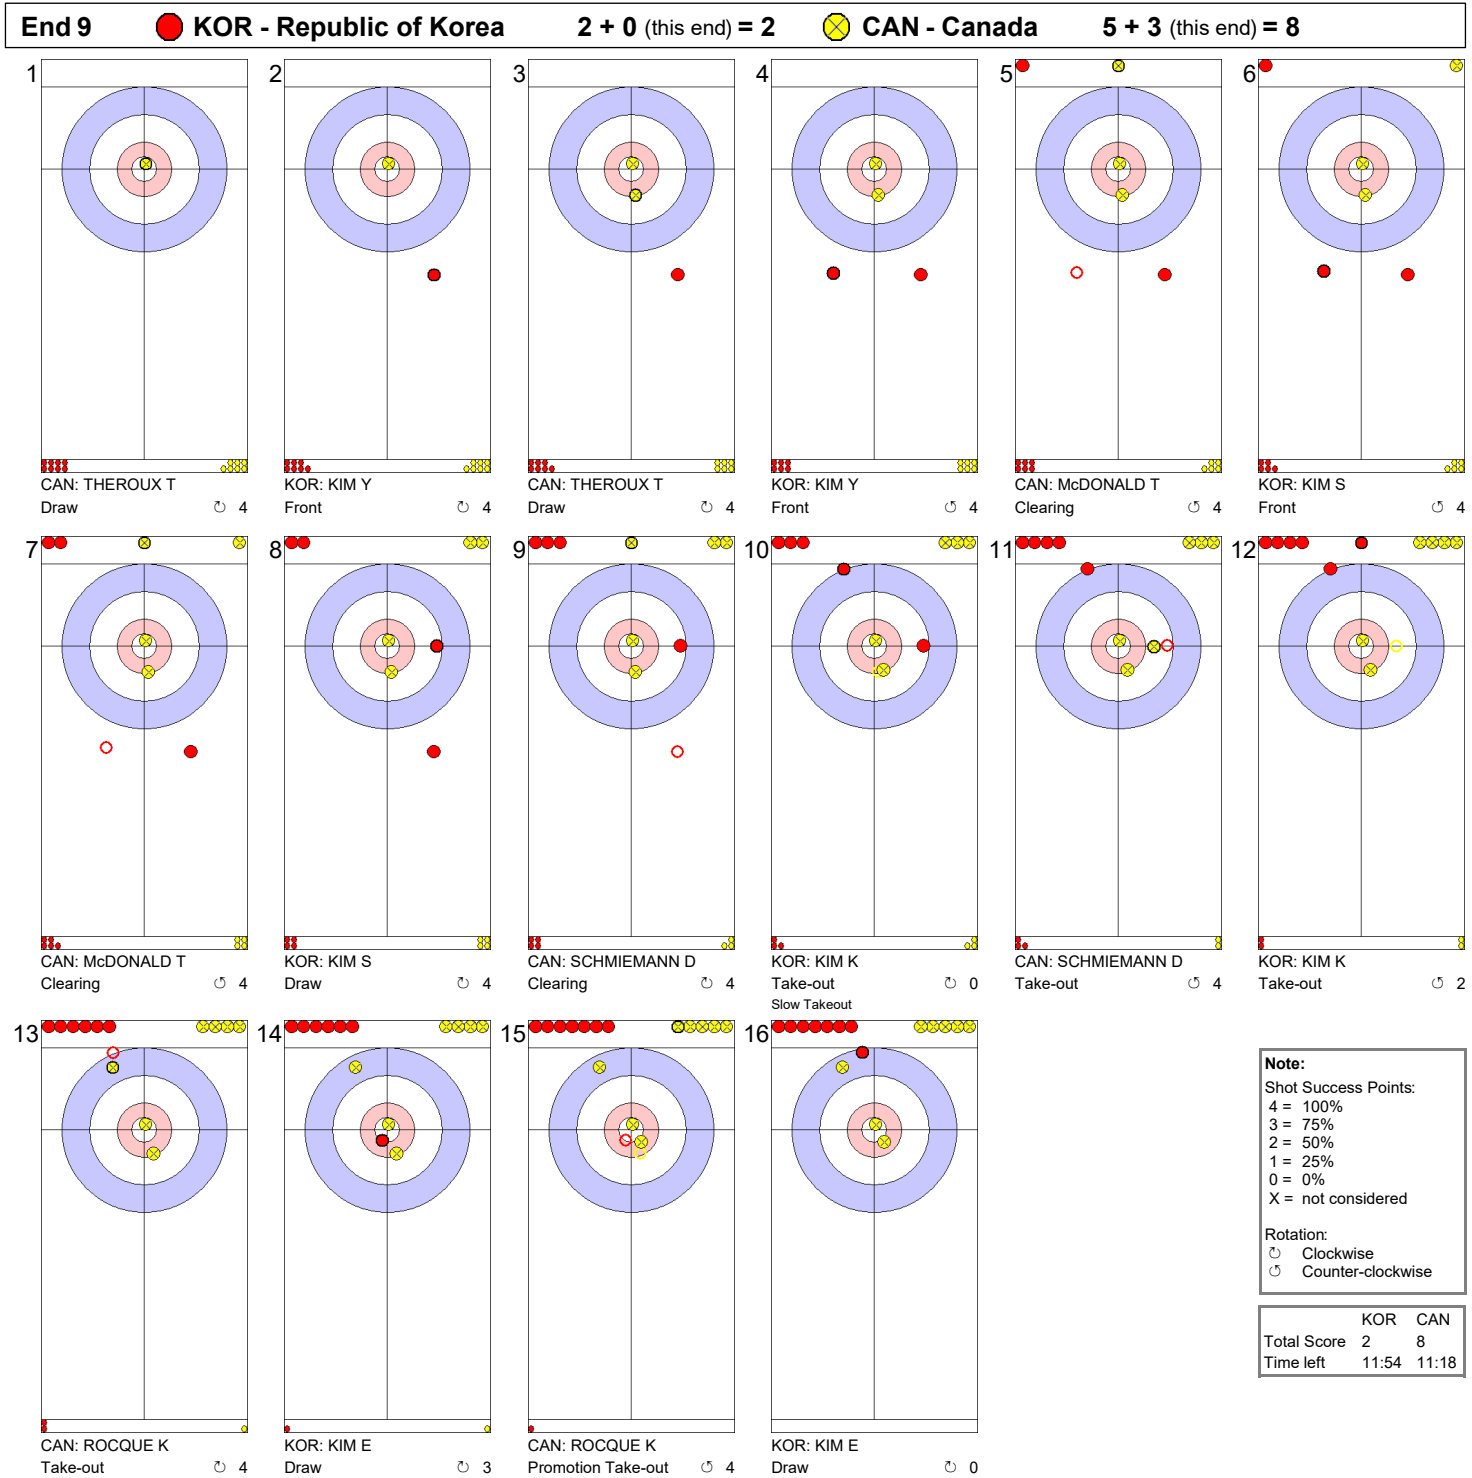 End 9 KOR - Republic of Korea 2 + 0 (this end) = 2 CAN - Canada 5 + 3 (this end) = 8
1 2 3 4 5 6
CAN: THEROUX T KOR: KIM Y CAN: THEROUX T KOR: KIM Y CAN: McDONALD T KOR: KIM S
Draw ↻ 4 Front ↻ 4 Draw ↻ 4 Front ↺ 4 Clearing ↺ 4 Front ↺ 4
7 8 9 10 11 12
CAN: McDONALD T KOR: KIM S CAN: SCHMIEMANN D KOR: KIM K CAN: SCHMIEMANN D KOR: KIM K
Clearing ↺ 4 Draw ↻ 4 Clearing ↻ 4 Take-out ↻ 0 Take-out ↺ 4 Take-out ↺ 2
Slow Takeout
13 14 15 16
CAN: ROCQUE K KOR: KIM E CAN: ROCQUE K KOR: KIM E
Take-out ↻ 4 Draw ↻ 3 Promotion Take-out ↺ 4 Draw ↻ 0
Note:
Shot Success Points:
4 = 100%
3 = 75%
2 = 50%
1 = 25%
0 = 0%
X = not considered
Rotation:
↻ Clockwise
↺ Counter-clockwise
KOR CAN
Total Score 2 8
Time left 11:54 11:18